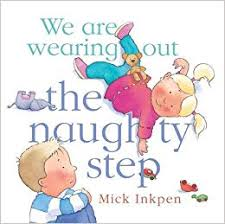 We are
wearing out
the
naughty
step
Mick Inkpen